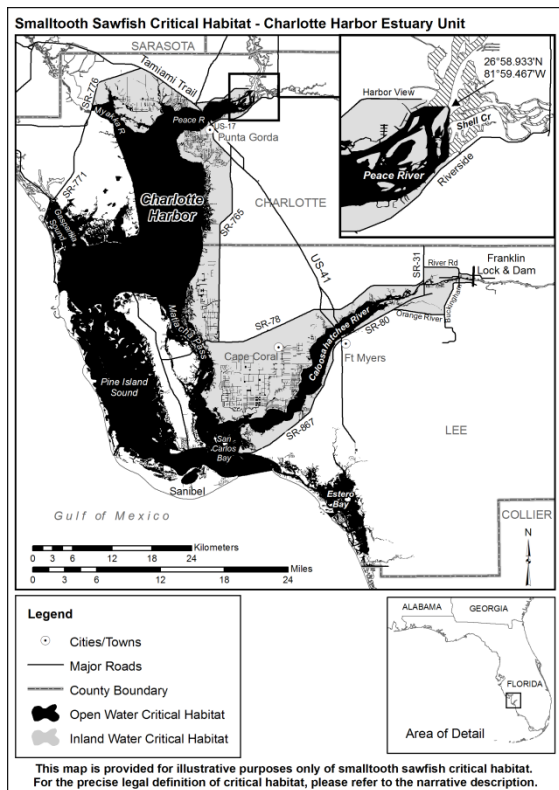 Smalltooth Sawfish Critical Habitat - Charlotte Harbor Estuary Unit
SARASOTA
Tamiami Trail
SR-776
Myakka R
Peace R
US-17
Punta Gorda
26°58.933'N
81°59.467'W
Harbor View
Shell Cr
Riverside
Peace River
SR-771
Gasparilla
Sound
Charlotte
Harbor
SR-765
CHARLOTTE
US-41
SR-31
River Rd
Franklin
Lock & Dam
Buckingham
Orange River
SR-78
SR-80
Matlacha Pass
Cape Coral
Caloosahatchee River
Ft Myers
Pine Island
Sound
SR-867
San
Carlos
Bay
LEE
Sanibel
Estero
Bay
Gulf of Mexico
COLLIER
N
Kilometers
0 3 6 12 18 24
Miles
0 3 6 12 18 24
Legend
Cities/Towns
Major Roads
County Boundary
Open Water Critical Habitat
Inland Water Critical Habitat
ALABAMA
GEORGIA
FLORIDA
Area of Detail
This map is provided for illustrative purposes only of smalltooth sawfish critical habitat.
For the precise legal definition of critical habitat, please refer to the narrative description.